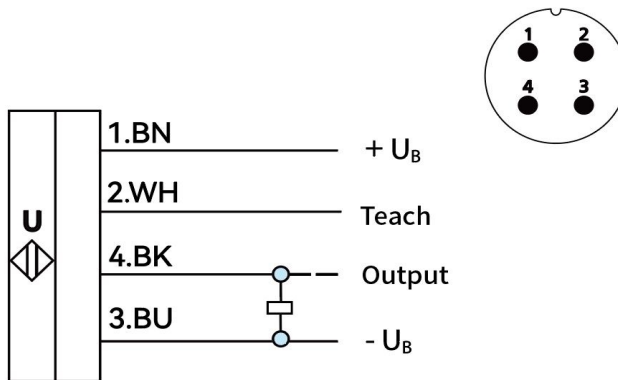 1 2
4 3
1.BN + U_B
2.WH Teach
U
4.BK Output
3.BU - U_B